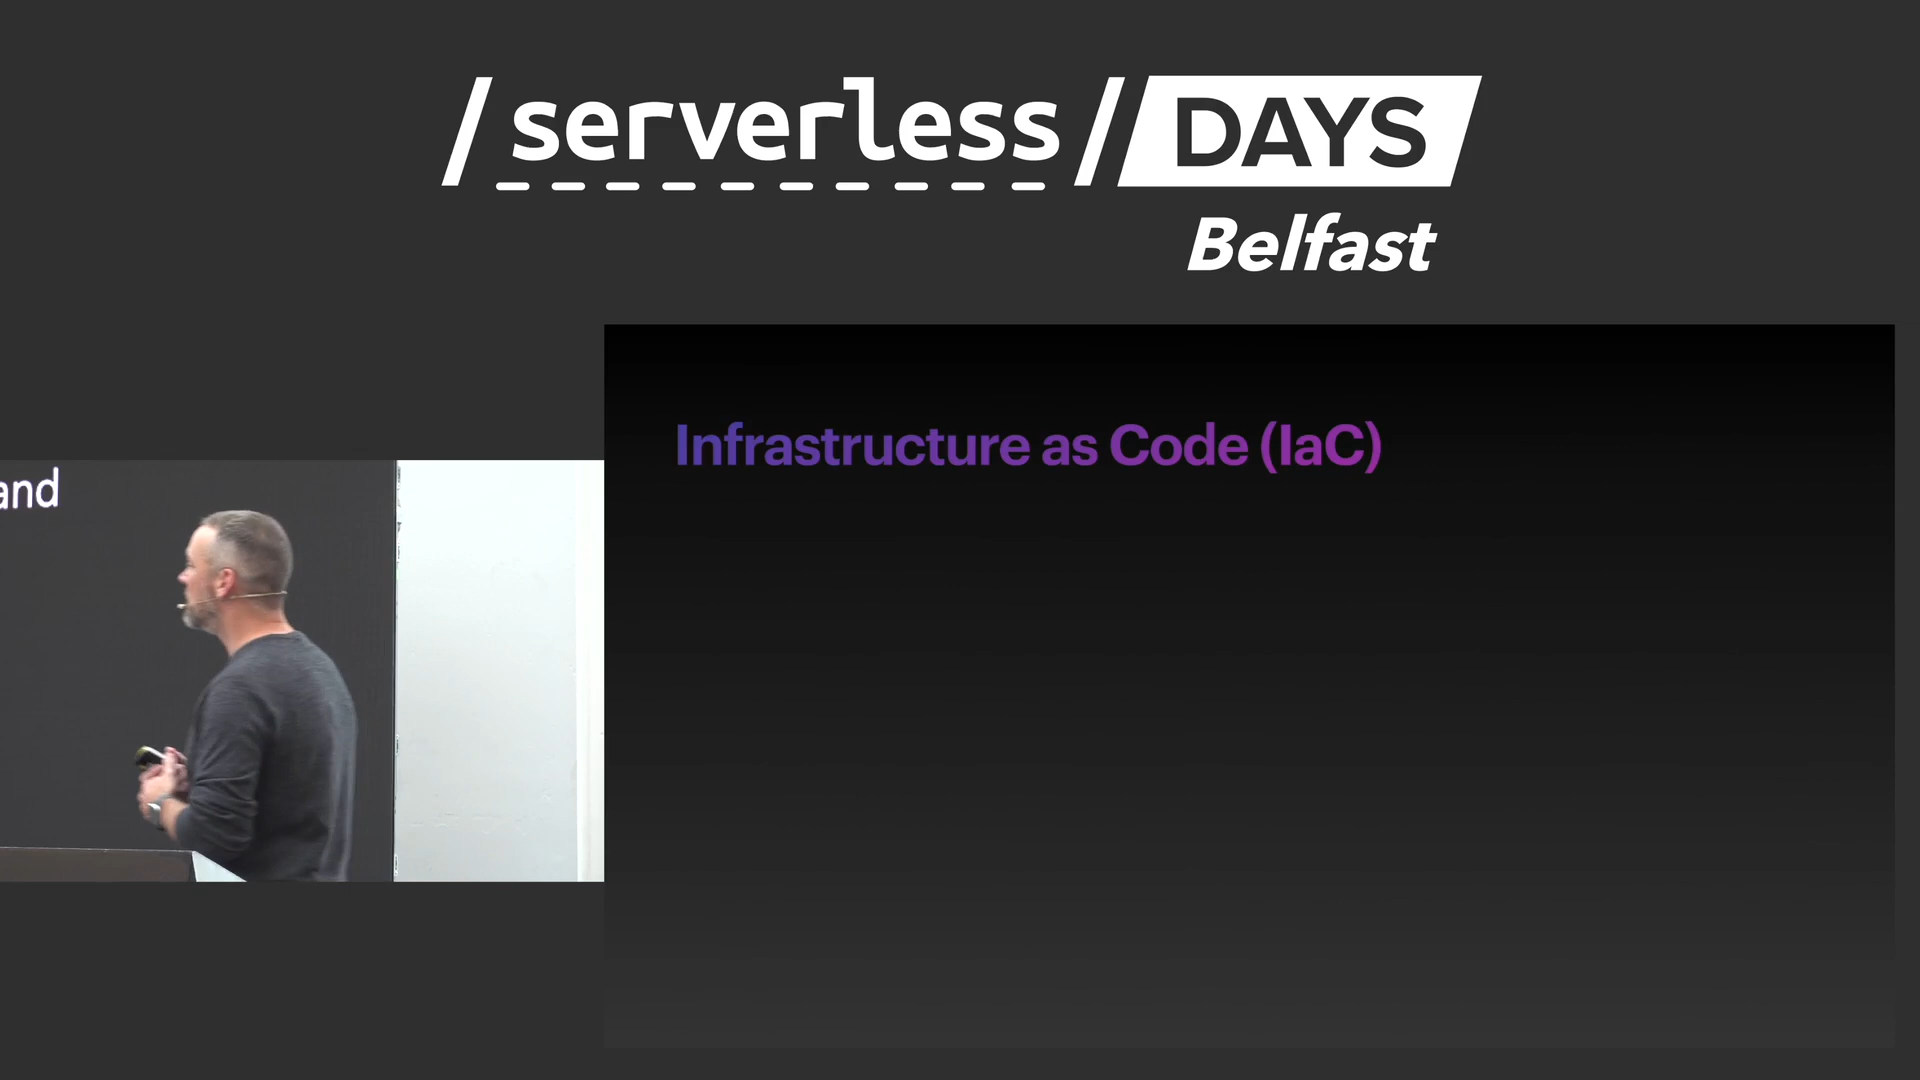 /serverless/DAYS
Belfast
Infrastructure as Code (IaC)
and